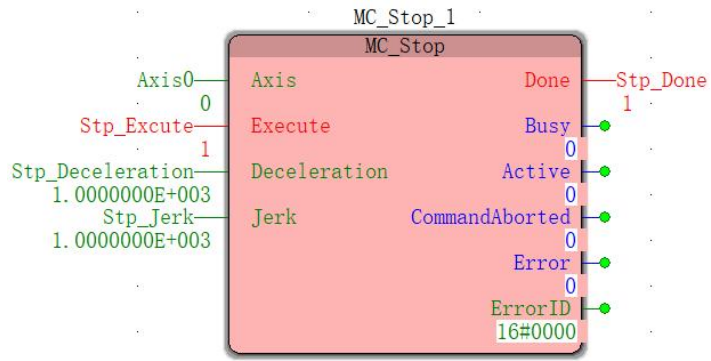 MC_Stop_1
MC_Stop
Axis0 Axis Done Stp_Done
0 1
Stp_Excute Execute Busy
1 0
Stp_Deceleration Deceleration Active
1.0000000E+003 0
Stp_Jerk Jerk CommandAborted
1.0000000E+003 0
Error
0
ErrorID
16#0000